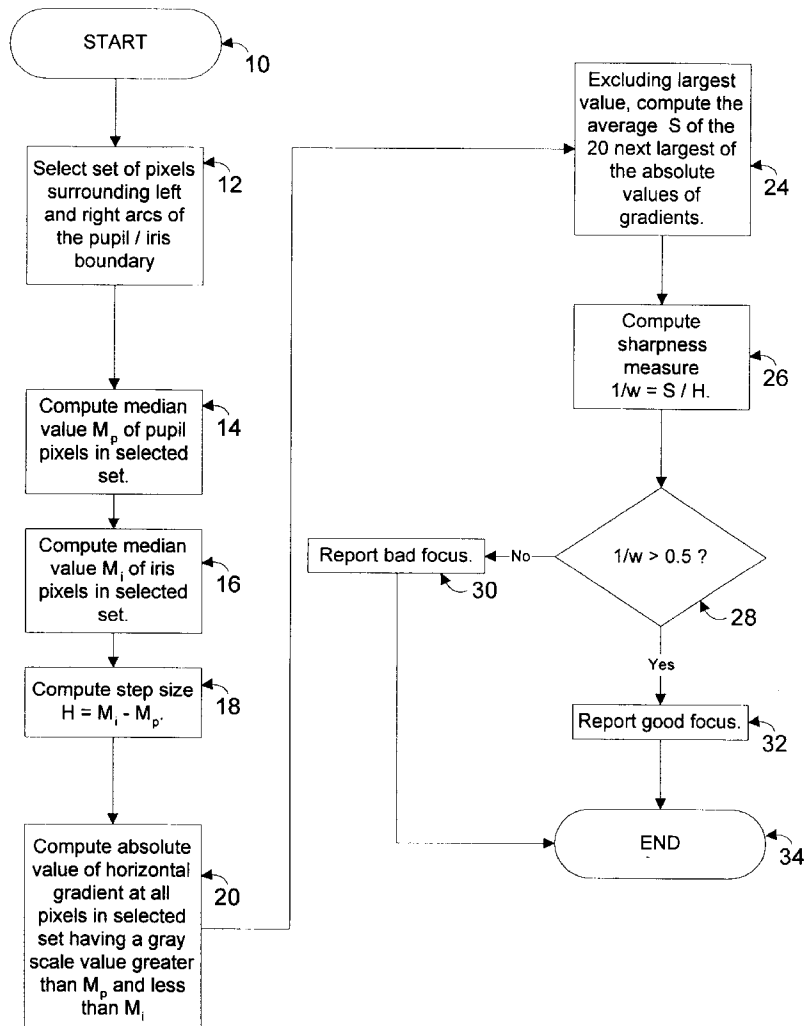 START
10
Select set of pixels
surrounding left
and right arcs of
the pupil / iris
boundary
12
Compute median
value Mp of pupil
pixels in selected
set.
14
Compute median
value Mi of iris
pixels in selected
set.
16
Compute step size
H = Mi - Mp.
18
Compute absolute
value of horizontal
gradient at all
pixels in selected
set having a gray
scale value greater
than Mp and less
than Mi
20
Excluding largest
value, compute the
average S of the
20 next largest of
the absolute
values of
gradients.
24
Compute
sharpness
measure
1/w = S / H.
26
1/w > 0.5 ?
28
No
Report bad focus.
30
Yes
Report good focus.
32
END
34